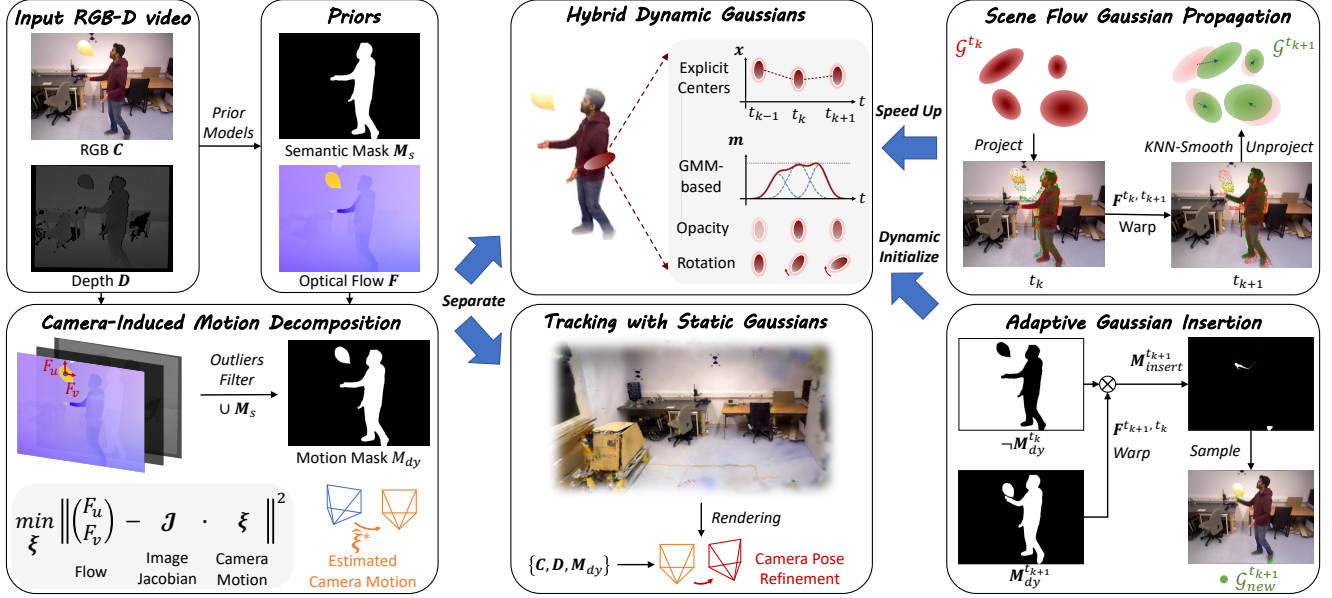 Input RGB-D video
RGB C
Depth D
Prior
Models
Priors
Semantic Mask M_s
Optical Flow F
Camera-Induced Motion Decomposition
F_u
F_v
Outliers
Filter
∪ M_s
Motion Mask M_dy
min
ξ
‖(F_u F_v) − 𝒥 · ξ‖²
Flow
Image
Jacobian
Camera
Motion
ξ̂*
Estimated
Camera Motion
Separate
Hybrid Dynamic Gaussians
Explicit
Centers
x
t
t_{k−1} t_k t_{k+1}
GMM-
based
m
t
Opacity
Rotation
Tracking with Static Gaussians
Rendering
{C, D, M_dy}
Camera Pose
Refinement
Speed Up
Dynamic
Initialize
Scene Flow Gaussian Propagation
𝒢^{t_k}
𝒢^{t_{k+1}}
Project
KNN-Smooth
Unproject
F^{t_k, t_{k+1}}
Warp
t_k
t_{k+1}
Adaptive Gaussian Insertion
¬M_dy^{t_k}
M_insert^{t_{k+1}}
F^{t_{k+1}, t_k}
Warp
Sample
M_dy^{t_{k+1}}
𝒢_new^{t_{k+1}}